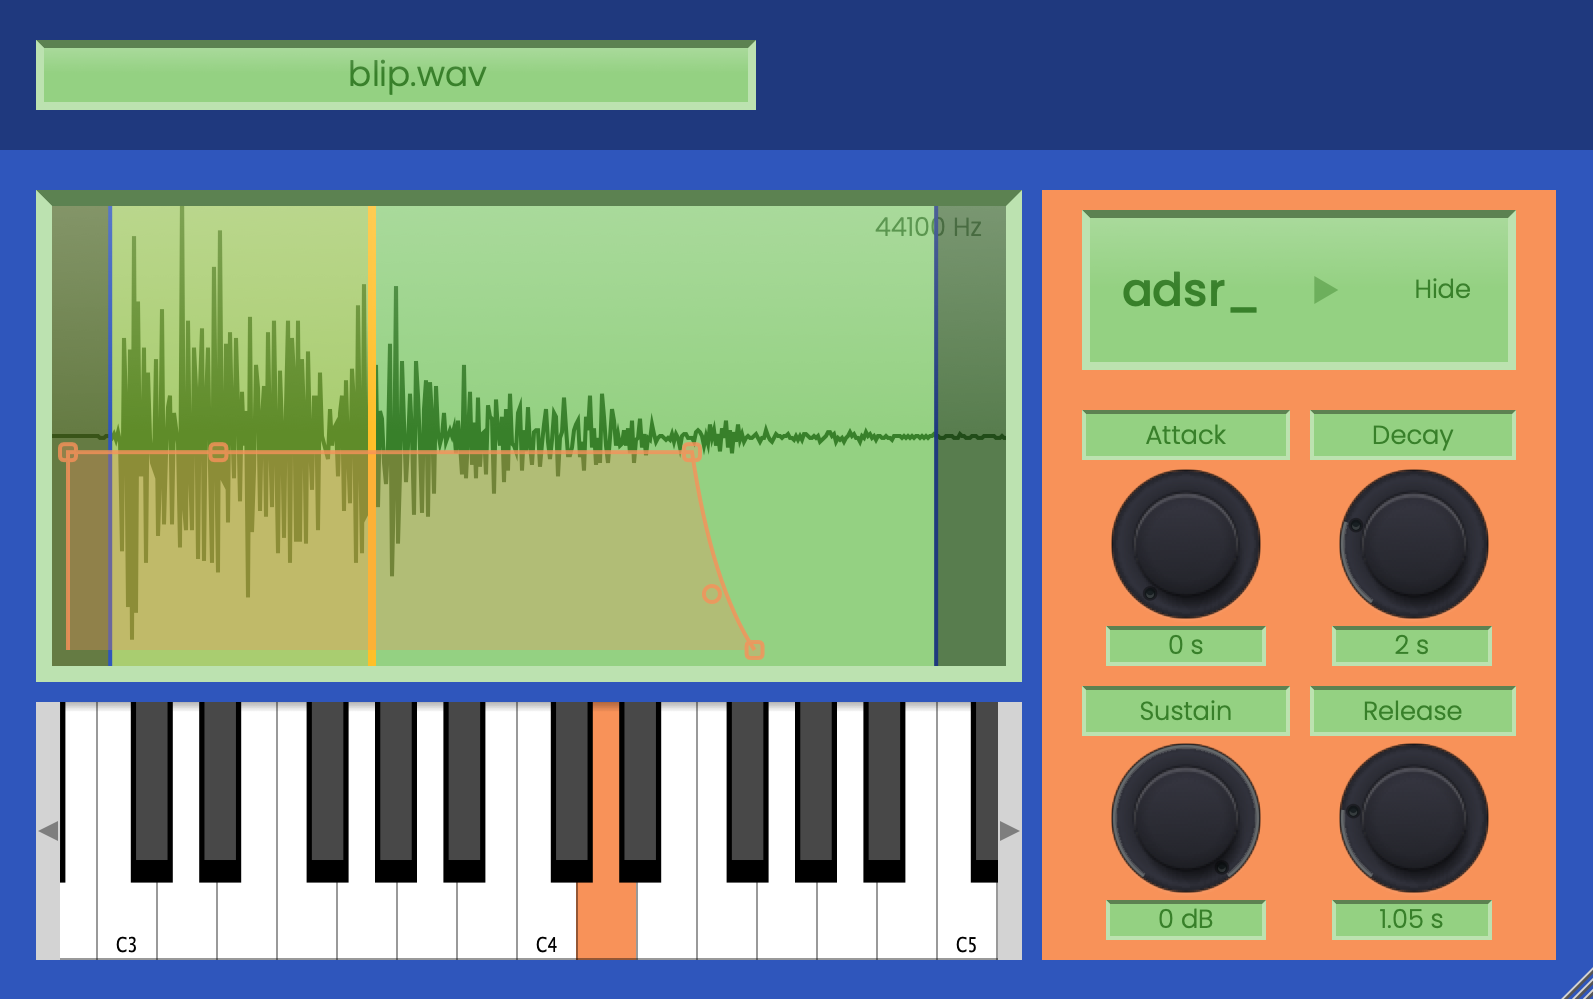 blip.wav
44100 Hz
adsr_
Hide
Attack
Decay
0 s
2 s
Sustain
Release
0 dB
1.05 s
C3
C4
C5